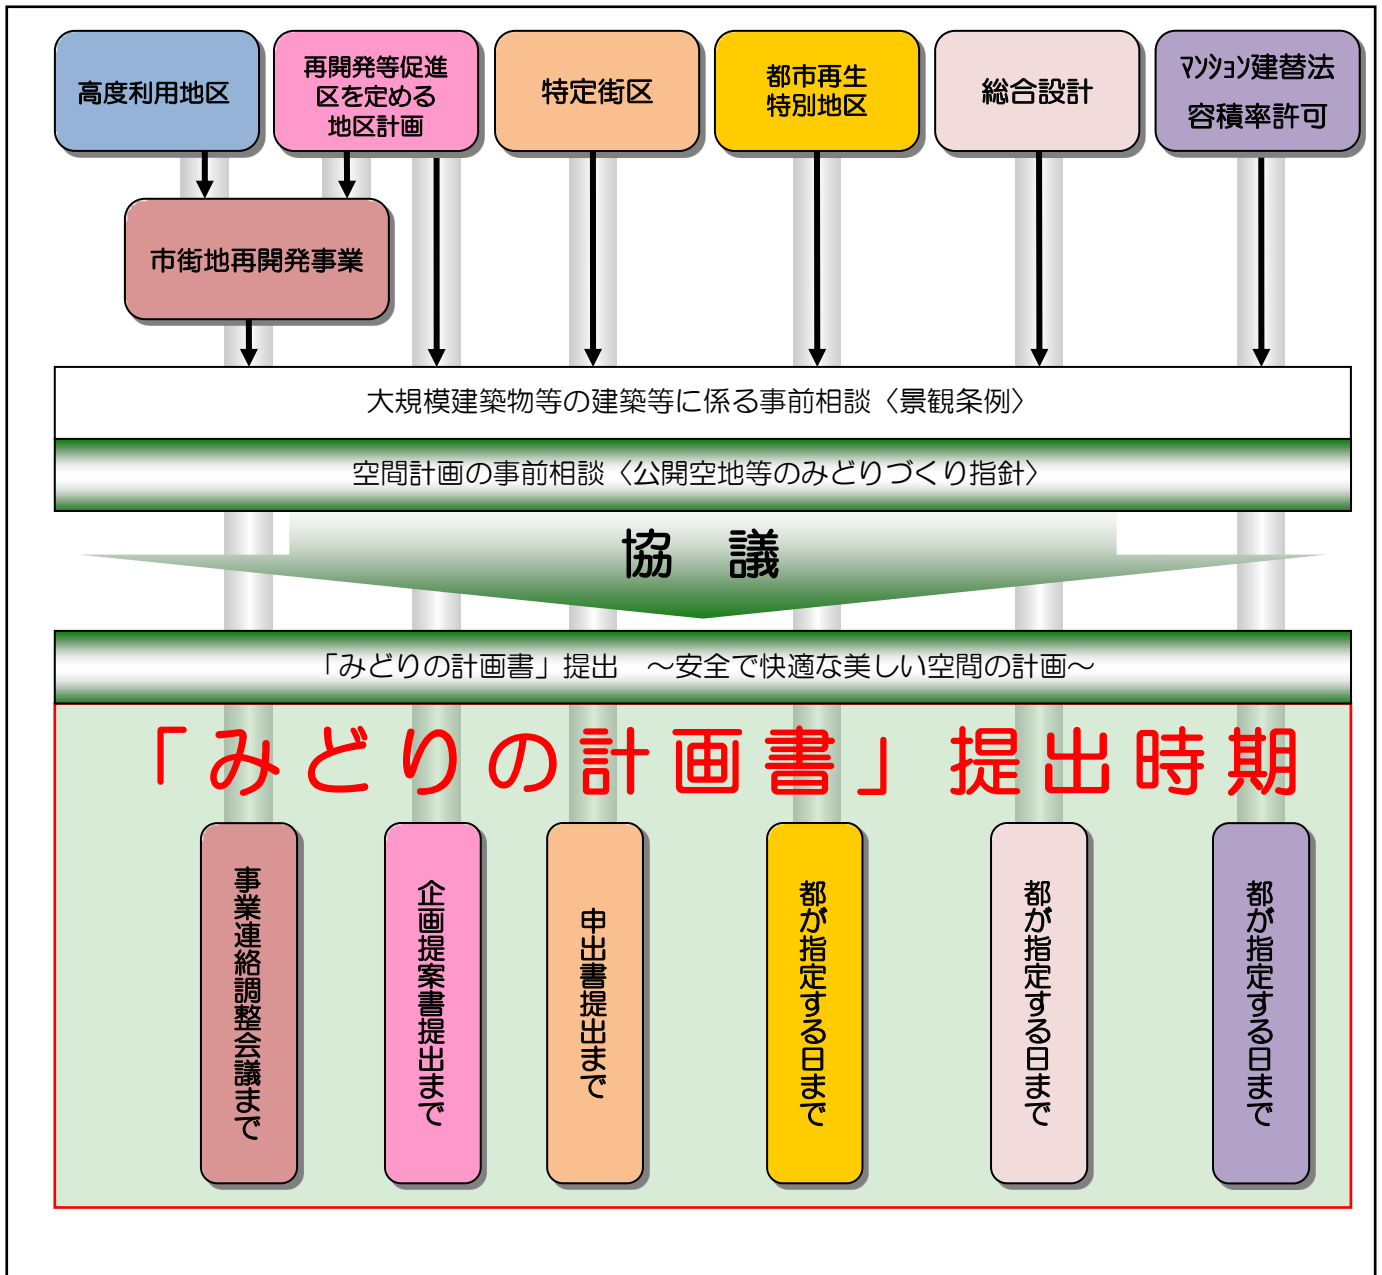 高度利用地区
再開発等促進
区を定める
地区計画
特定街区
都市再生
特別地区
総合設計
ﾏﾝｼｮﾝ建替法
容積率許可
市街地再開発事業
大規模建築物等の建築等に係る事前相談〈景観条例〉
空間計画の事前相談〈公開空地等のみどりづくり指針〉
協　議
「みどりの計画書」提出　～安全で快適な美しい空間の計画～
「みどりの計画書」提出時期
事業連絡調整会議まで
企画提案書提出まで
申出書提出まで
都が指定する日まで
都が指定する日まで
都が指定する日まで